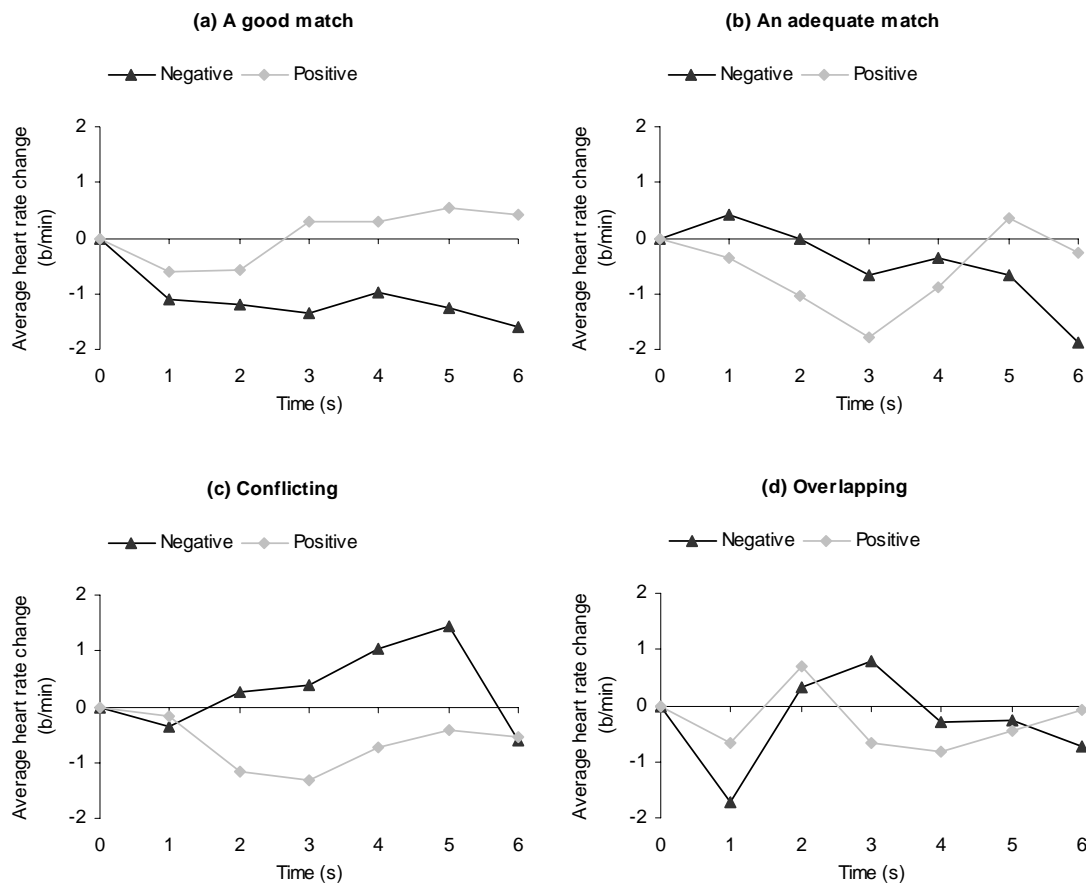 (a) A good match
Negative Positive
Average heart rate change
(b/min)
2
1
0
-1
-2
0 1 2 3 4 5 6
Time (s)
(b) An adequate match
Negative Positive
Average heart rate change
(b/min)
2
1
0
-1
-2
0 1 2 3 4 5 6
Time (s)
(c) Conflicting
Negative Positive
Average heart rate change
(b/min)
2
1
0
-1
-2
0 1 2 3 4 5 6
Time (s)
(d) Overlapping
Negative Positive
Average heart rate change
(b/min)
2
1
0
-1
-2
0 1 2 3 4 5 6
Time (s)